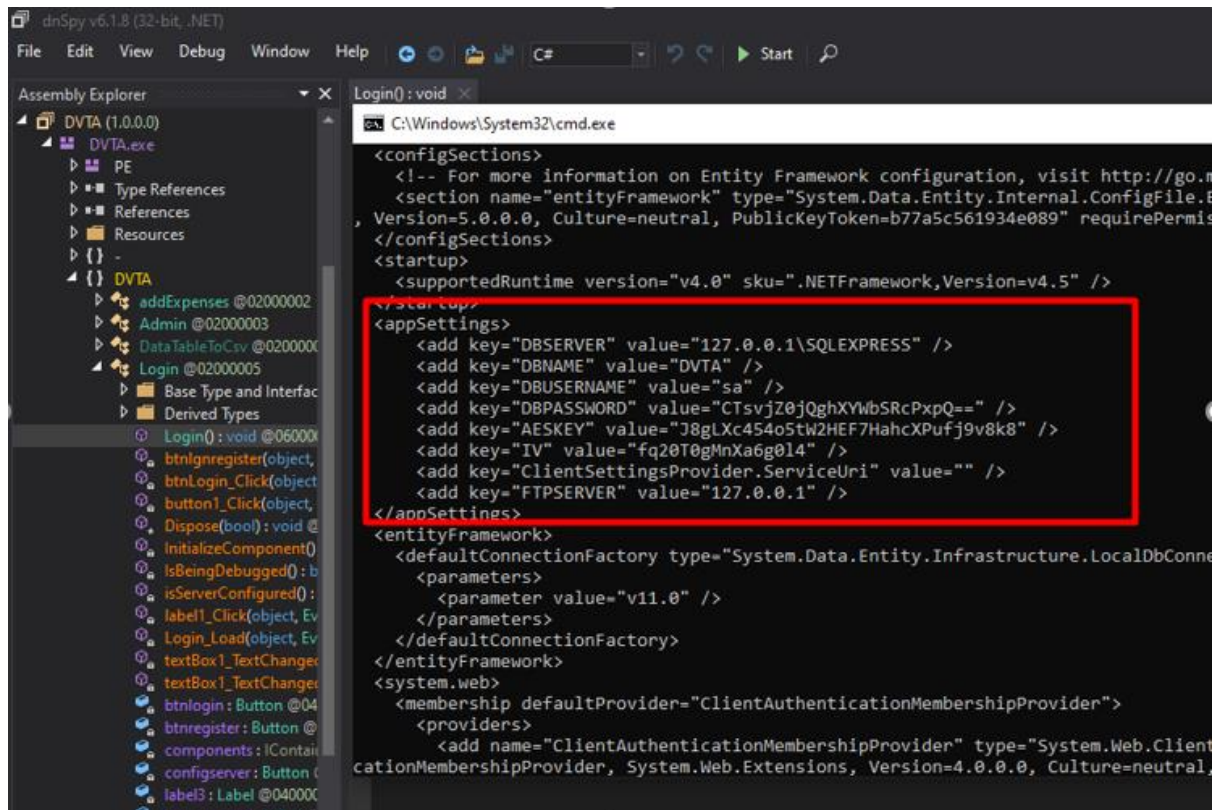 dnSpy v6.1.8 (32-bit, .NET)
File Edit View Debug Window Help C# Start
Assembly Explorer
DVTA (1.0.0.0)
DVTA.exe
PE
Type References
References
Resources
{} -
{} DVTA
addExpenses @02000002
Admin @02000003
DataTableToCsv @0200000
Login @02000005
Base Type and Interfac
Derived Types
Login() : void @06000
btnlgnregister(object,
btnLogin_Click(object
button1_Click(object,
Dispose(bool) : void @
InitializeComponent()
IsBeingDebugged() : b
isServerConfigured() :
label1_Click(object, Ev
Login_Load(object, Ev
textBox1_TextChanged
textBox1_TextChanged
btnlogin : Button @04
btnregister : Button @
components : IContain
configserver : Button
label3 : Label @04000
Login() : void
C:\Windows\System32\cmd.exe
<configSections>
<!-- For more information on Entity Framework configuration, visit http://go.m
<section name="entityFramework" type="System.Data.Entity.Internal.ConfigFile.E
, Version=5.0.0.0, Culture=neutral, PublicKeyToken=b77a5c561934e089" requirePermis
</configSections>
<startup>
<supportedRuntime version="v4.0" sku=".NETFramework,Version=v4.5" />
</startup>
<appSettings>
<add key="DBSERVER" value="127.0.0.1\SQLEXPRESS" />
<add key="DBNAME" value="DVTA" />
<add key="DBUSERNAME" value="sa" />
<add key="DBPASSWORD" value="CTsvjZ0jQghXYWbSRcPxpQ==" />
<add key="AESKEY" value="J8gLXc454o5tW2HEF7HahcXPufj9v8k8" />
<add key="IV" value="fq20T0gMnXa6g0l4" />
<add key="ClientSettingsProvider.ServiceUri" value="" />
<add key="FTPSERVER" value="127.0.0.1" />
</appSettings>
<entityFramework>
<defaultConnectionFactory type="System.Data.Entity.Infrastructure.LocalDbConne
<parameters>
<parameter value="v11.0" />
</parameters>
</defaultConnectionFactory>
</entityFramework>
<system.web>
<membership defaultProvider="ClientAuthenticationMembershipProvider">
<providers>
<add name="ClientAuthenticationMembershipProvider" type="System.Web.Client
cationMembershipProvider, System.Web.Extensions, Version=4.0.0.0, Culture=neutral,